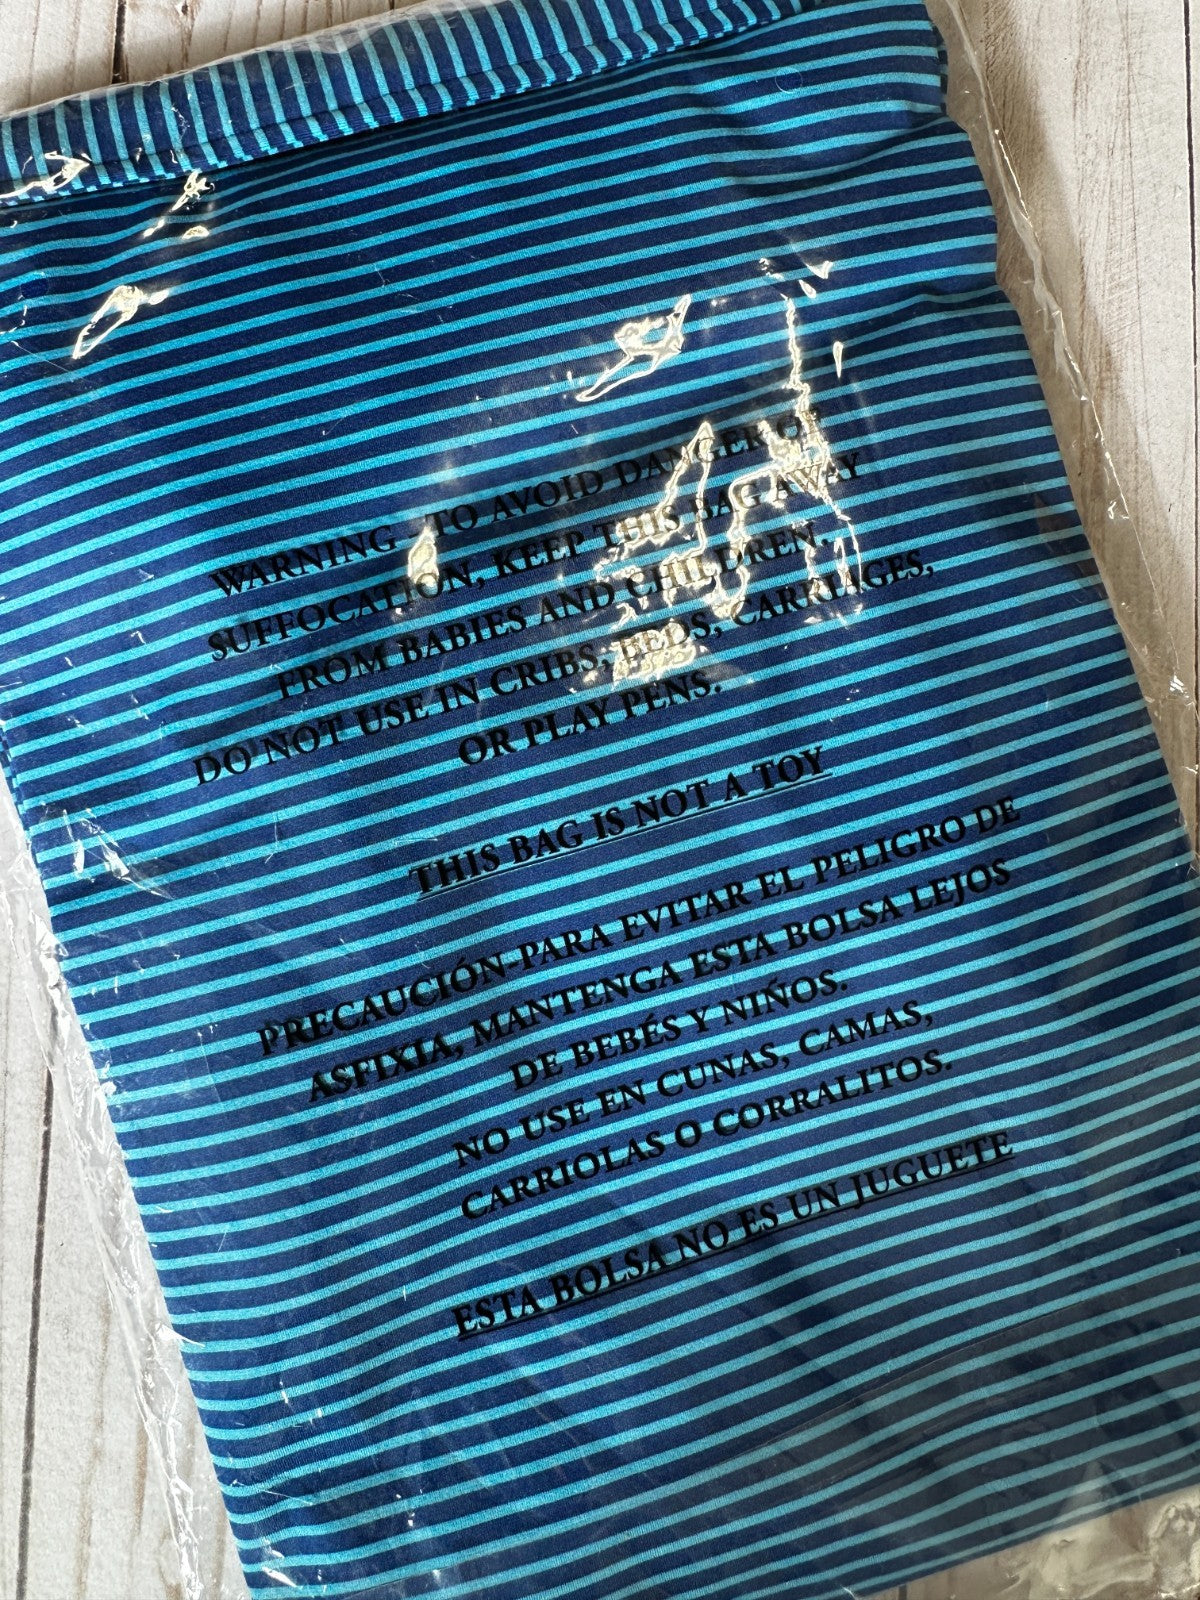 WARNING - TO AVOID DANGER OF
SUFFOCATION, KEEP THIS BAG AWAY
FROM BABIES AND CHILDREN.
DO NOT USE IN CRIBS, BEDS, CARRIAGES,
OR PLAY PENS.
THIS BAG IS NOT A TOY
PRECAUCIÓN-PARA EVITAR EL PELIGRO DE
ASFIXIA, MANTENGA ESTA BOLSA LEJOS
DE BEBÉS Y NIÑOS.
NO USE EN CUNAS, CAMAS,
CARRIOLAS O CORRALITOS.
ESTA BOLSA NO ES UN JUGUETE